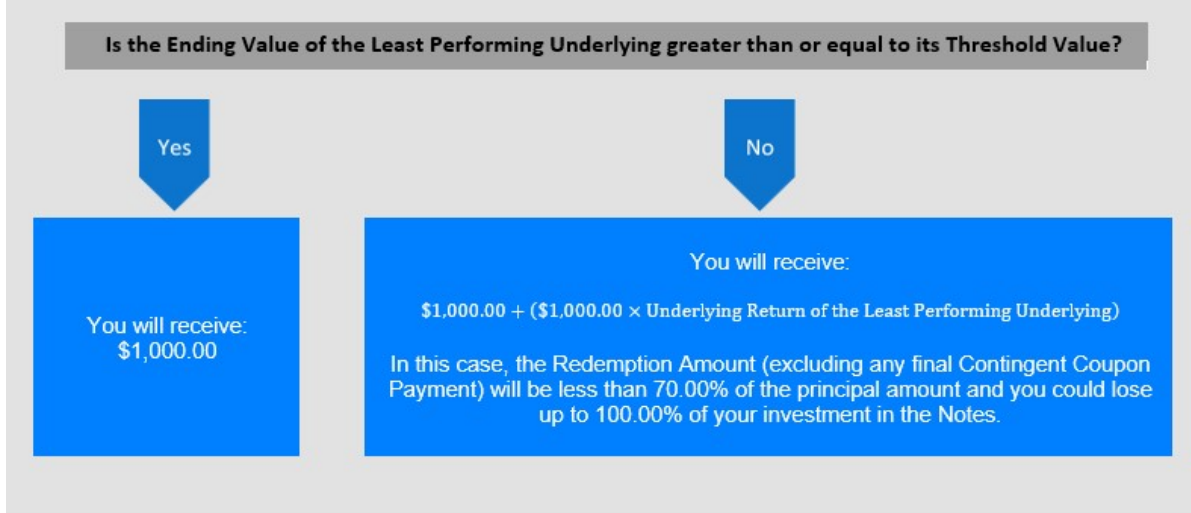 Is the Ending Value of the Least Performing Underlying greater than or equal to its Threshold Value?
Yes
No
You will receive:
$1,000.00
You will receive:
$1,000.00 + ($1,000.00 × Underlying Return of the Least Performing Underlying)
In this case, the Redemption Amount (excluding any final Contingent Coupon
Payment) will be less than 70.00% of the principal amount and you could lose
up to 100.00% of your investment in the Notes.